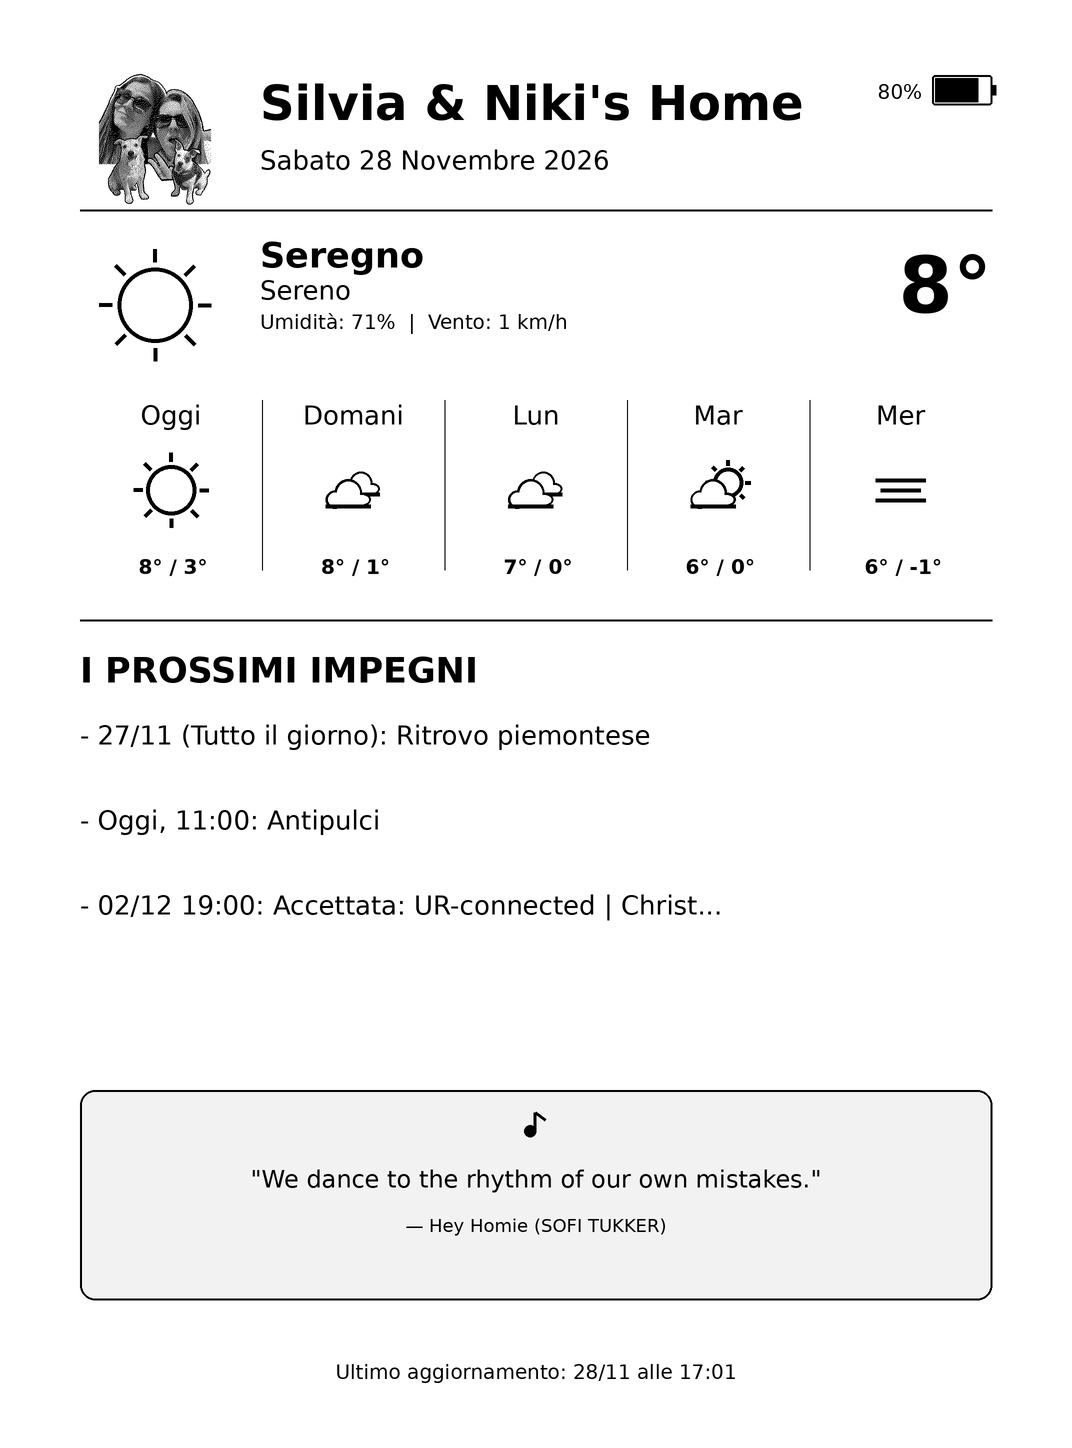 Silvia & Niki's Home
80%
Sabato 28 Novembre 2026
Seregno
Sereno
Umidità: 71% | Vento: 1 km/h
8°
Oggi Domani Lun Mar Mer
8° / 3° 8° / 1° 7° / 0° 6° / 0° 6° / -1°
I PROSSIMI IMPEGNI
- 27/11 (Tutto il giorno): Ritrovo piemontese
- Oggi, 11:00: Antipulci
- 02/12 19:00: Accettata: UR-connected | Christ...
"We dance to the rhythm of our own mistakes."
— Hey Homie (SOFI TUKKER)
Ultimo aggiornamento: 28/11 alle 17:01